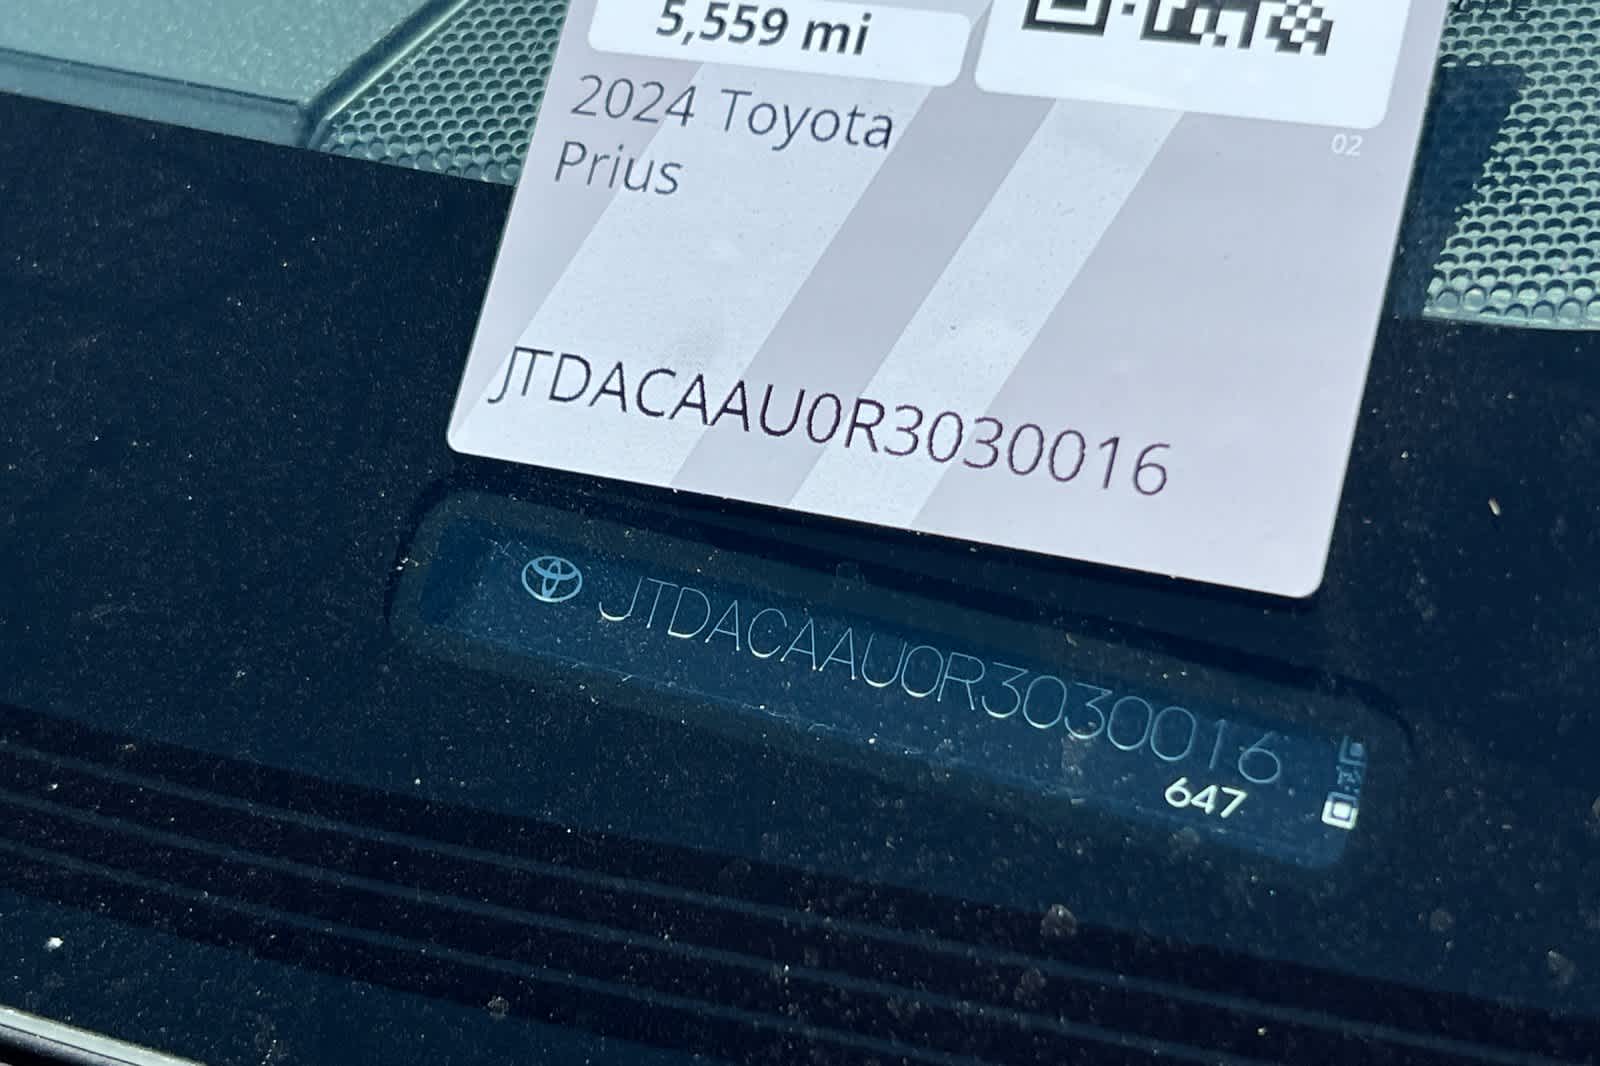 5,559 mi
02
2024 Toyota
Prius
JTDACAAU0R3030016
JTDACAAU0R3030016
647